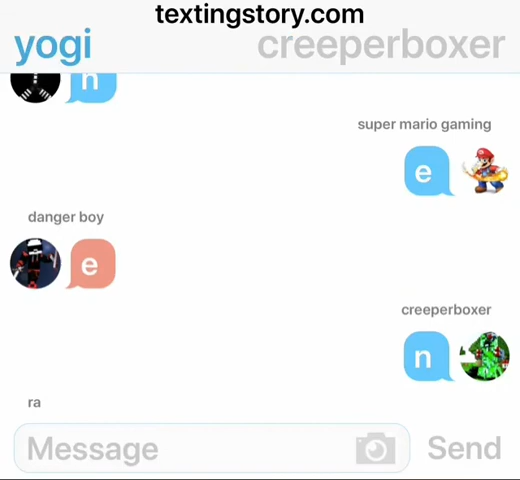 textingstory.com
yogi creeperboxer
n
super mario gaming
e
danger boy
e
creeperboxer
n
ra
Message Send